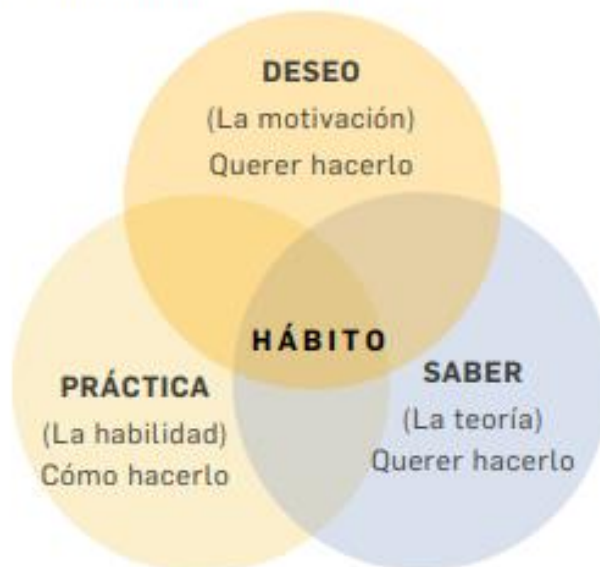 DESEO
(La motivación)
Querer hacerlo
HÁBITO
PRÁCTICA
(La habilidad)
Cómo hacerlo
SABER
(La teoría)
Querer hacerlo